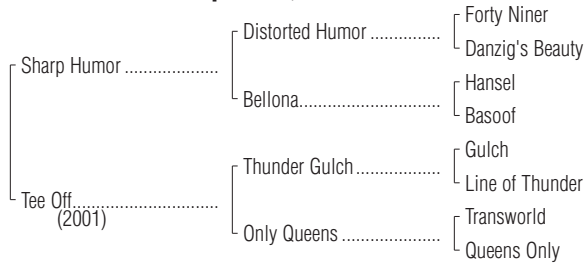 Forty Niner
Distorted Humor ...............
Danzig's Beauty
Sharp Humor ....................
Hansel
Bellona..............................
Basoof
Gulch
Thunder Gulch ..................
Line of Thunder
Tee Off...............................
(2001)
Transworld
Only Queens .....................
Queens Only